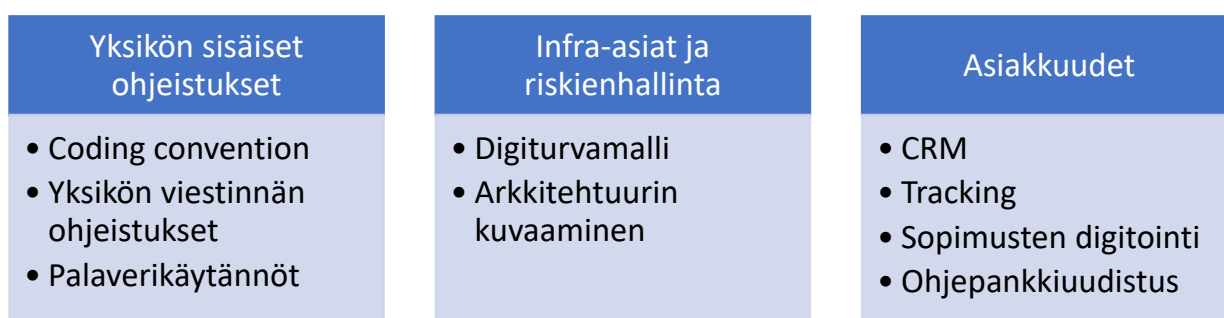 Yksikön sisäiset
ohjeistukset
• Coding convention
• Yksikön viestinnän
ohjeistukset
• Palaverikäytännöt
Infra-asiat ja
riskienhallinta
• Digiturvamalli
• Arkkitehtuurin
kuvaaminen
Asiakkuudet
• CRM
• Tracking
• Sopimusten digitointi
• Ohjepankkiuudistus